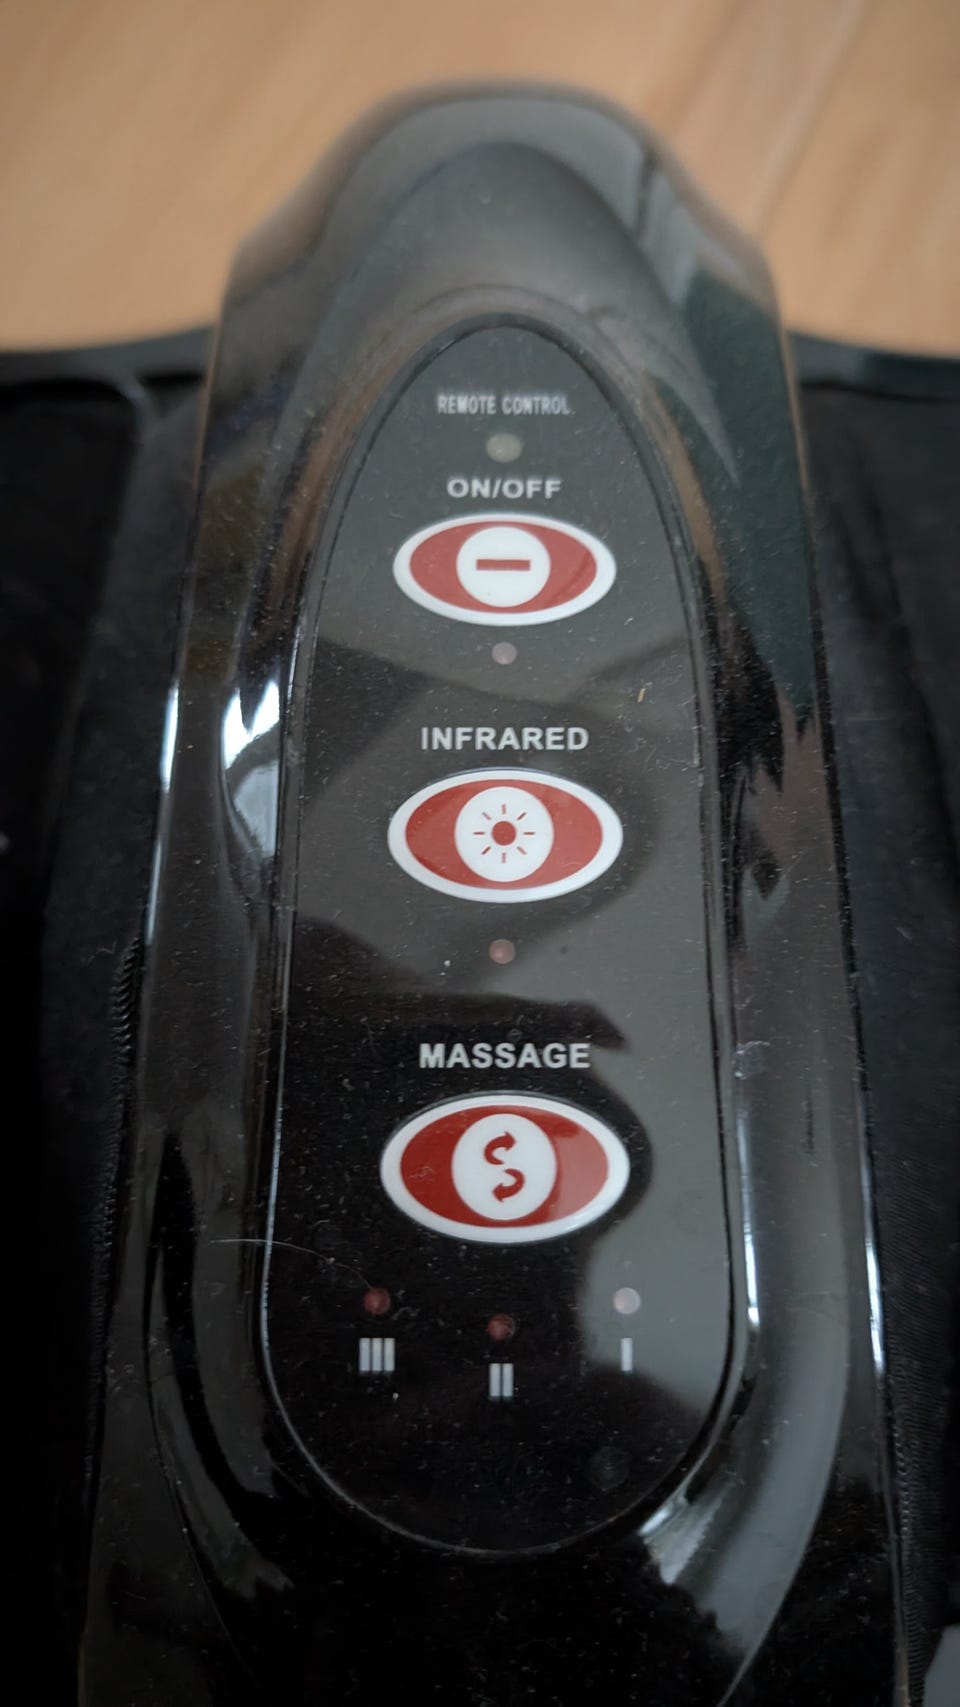 REMOTE CONTROL
ON/OFF
INFRARED
MASSAGE
III II I